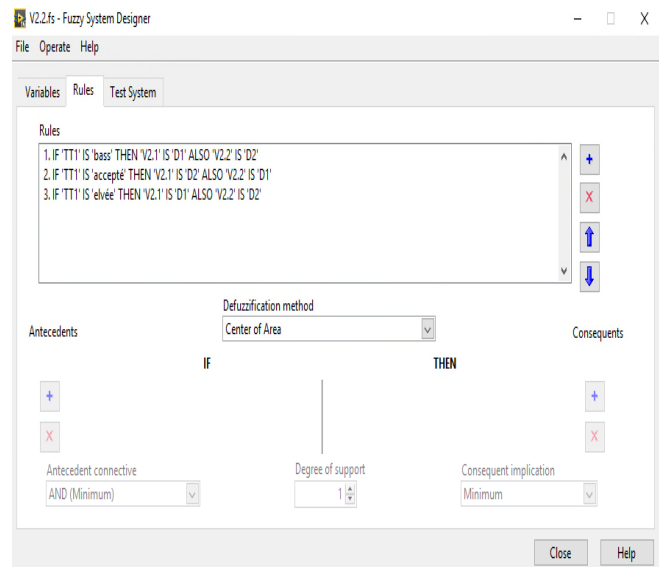 V2.2.fs - Fuzzy System Designer
File Operate Help
Variables Rules Test System
Rules
1. IF 'TT1' IS 'bass' THEN 'V2.1' IS 'D1' ALSO 'V2.2' IS 'D2'
2. IF 'TT1' IS 'accepté' THEN 'V2.1' IS 'D2' ALSO 'V2.2' IS 'D1'
3. IF 'TT1' IS 'elvée' THEN 'V2.1' IS 'D1' ALSO 'V2.2' IS 'D2'
Defuzzification method
Antecedents Center of Area Consequents
IF THEN
Antecedent connective Degree of support Consequent implication
AND (Minimum) 1 Minimum
Close Help